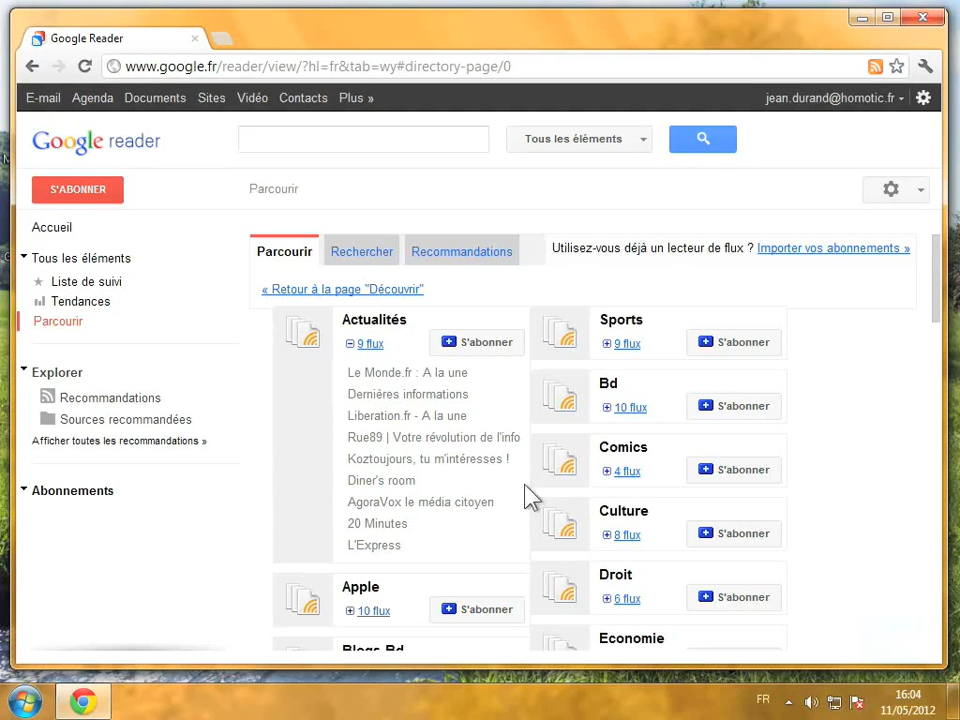 Google Reader
www.google.fr/reader/view/?hl=fr&tab=wy#directory-page/0
E-mail Agenda Documents Sites Vidéo Contacts Plus »
jean.durand@homotic.fr
Google reader
Tous les éléments
S'ABONNER
Parcourir
Accueil
Tous les éléments
Liste de suivi
Tendances
Parcourir
Explorer
Recommandations
Sources recommandées
Afficher toutes les recommandations »
Abonnements
Parcourir Rechercher Recommandations
Utilisez-vous déjà un lecteur de flux ? Importer vos abonnements »
« Retour à la page "Découvrir"
Actualités
9 flux
S'abonner
Le Monde.fr : A la une
Dernières informations
Liberation.fr - A la une
Rue89 | Votre révolution de l'info
Koztoujours, tu m'intéresses !
Diner's room
AgoraVox le média citoyen
20 Minutes
L'Express
Apple
10 flux
S'abonner
Blogs Bd
Sports
9 flux
S'abonner
Bd
10 flux
S'abonner
Comics
4 flux
S'abonner
Culture
8 flux
S'abonner
Droit
6 flux
S'abonner
Economie
FR
16:04
11/05/2012